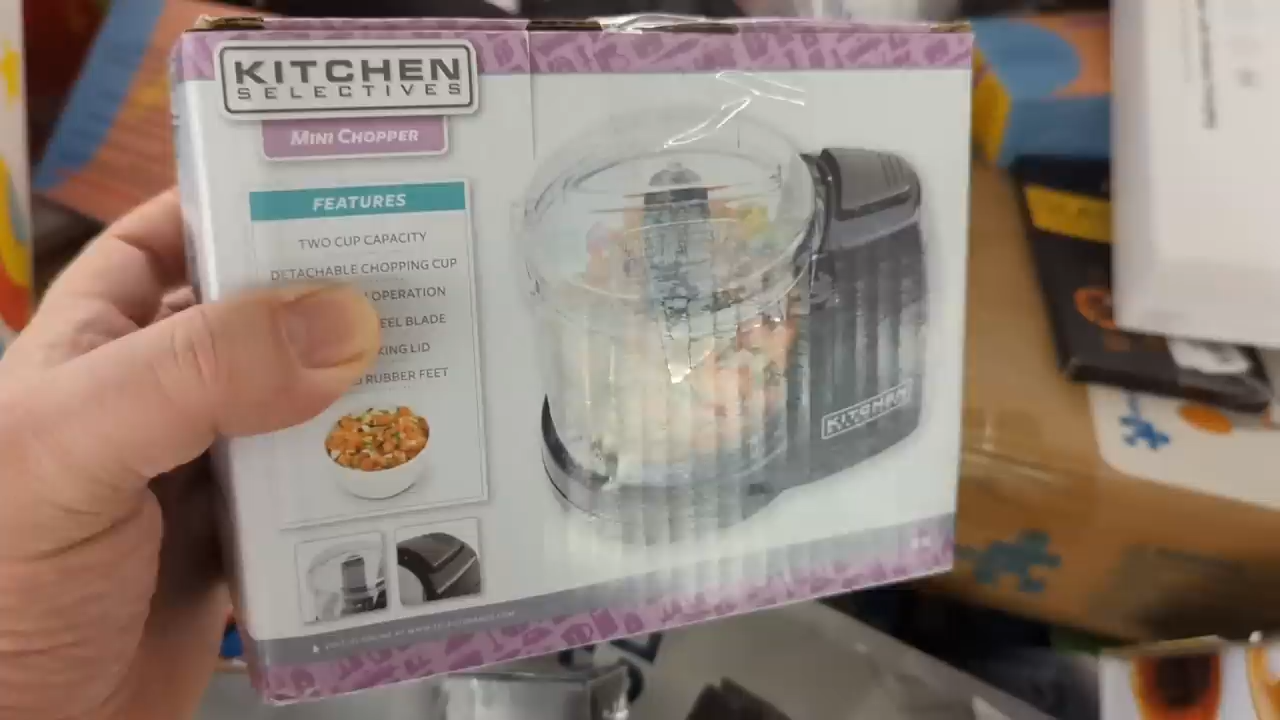 KITCHEN
SELECTIVES
MINI CHOPPER
FEATURES
TWO CUP CAPACITY
DETACHABLE CHOPPING CUP
OPERATION
EEL BLADE
KING LID
RUBBER FEET
KITCHEN